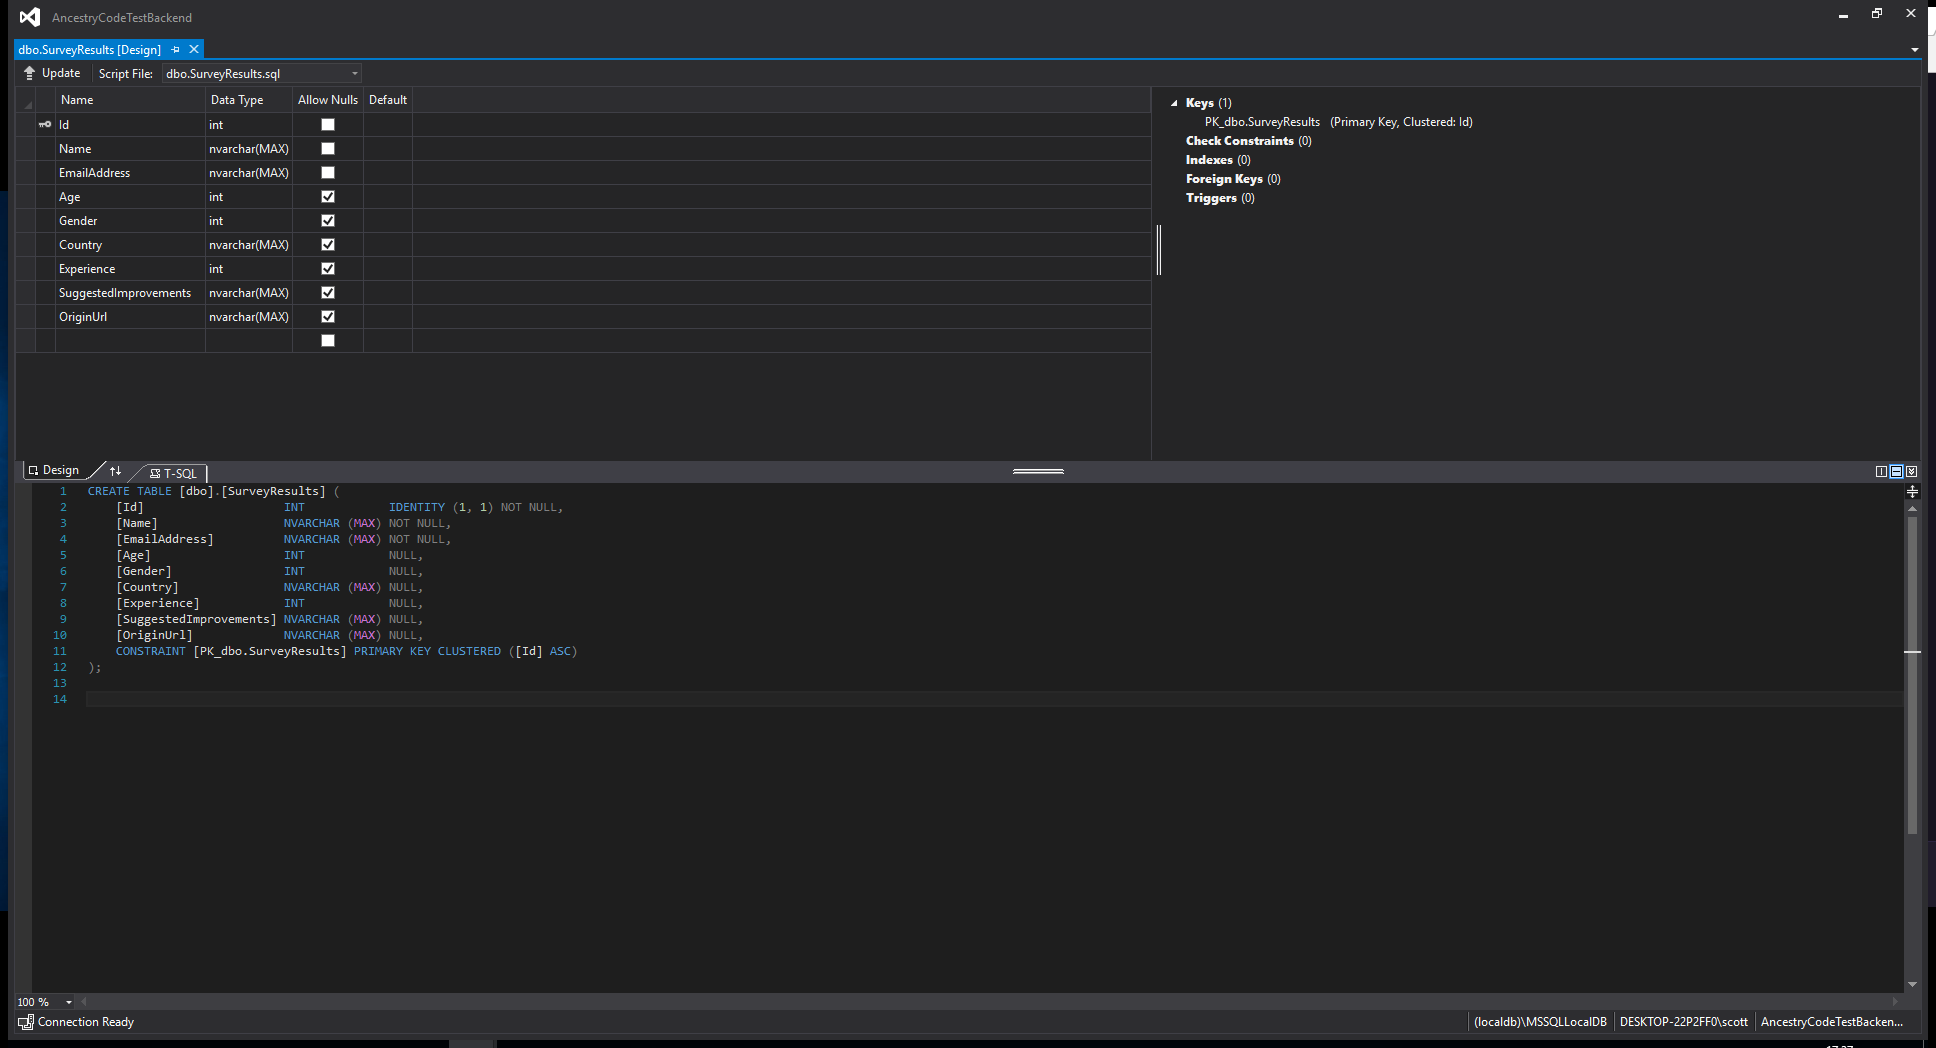 AncestryCodeTestBackend
dbo.SurveyResults [Design]
Update Script File: dbo.SurveyResults.sql
Name Data Type Allow Nulls Default
Id int
Name nvarchar(MAX)
EmailAddress nvarchar(MAX)
Age int
Gender int
Country nvarchar(MAX)
Experience int
SuggestedImprovements nvarchar(MAX)
OriginUrl nvarchar(MAX)
Keys (1)
PK_dbo.SurveyResults (Primary Key, Clustered: Id)
Check Constraints (0)
Indexes (0)
Foreign Keys (0)
Triggers (0)
Design T-SQL
1 CREATE TABLE [dbo].[SurveyResults] (
2 [Id] INT IDENTITY (1, 1) NOT NULL,
3 [Name] NVARCHAR (MAX) NOT NULL,
4 [EmailAddress] NVARCHAR (MAX) NOT NULL,
5 [Age] INT NULL,
6 [Gender] INT NULL,
7 [Country] NVARCHAR (MAX) NULL,
8 [Experience] INT NULL,
9 [SuggestedImprovements] NVARCHAR (MAX) NULL,
10 [OriginUrl] NVARCHAR (MAX) NULL,
11 CONSTRAINT [PK_dbo.SurveyResults] PRIMARY KEY CLUSTERED ([Id] ASC)
12 );
13
14
100 %
Connection Ready (localdb)\MSSQLLocalDB DESKTOP-22P2FF0\scott AncestryCodeTestBacken...